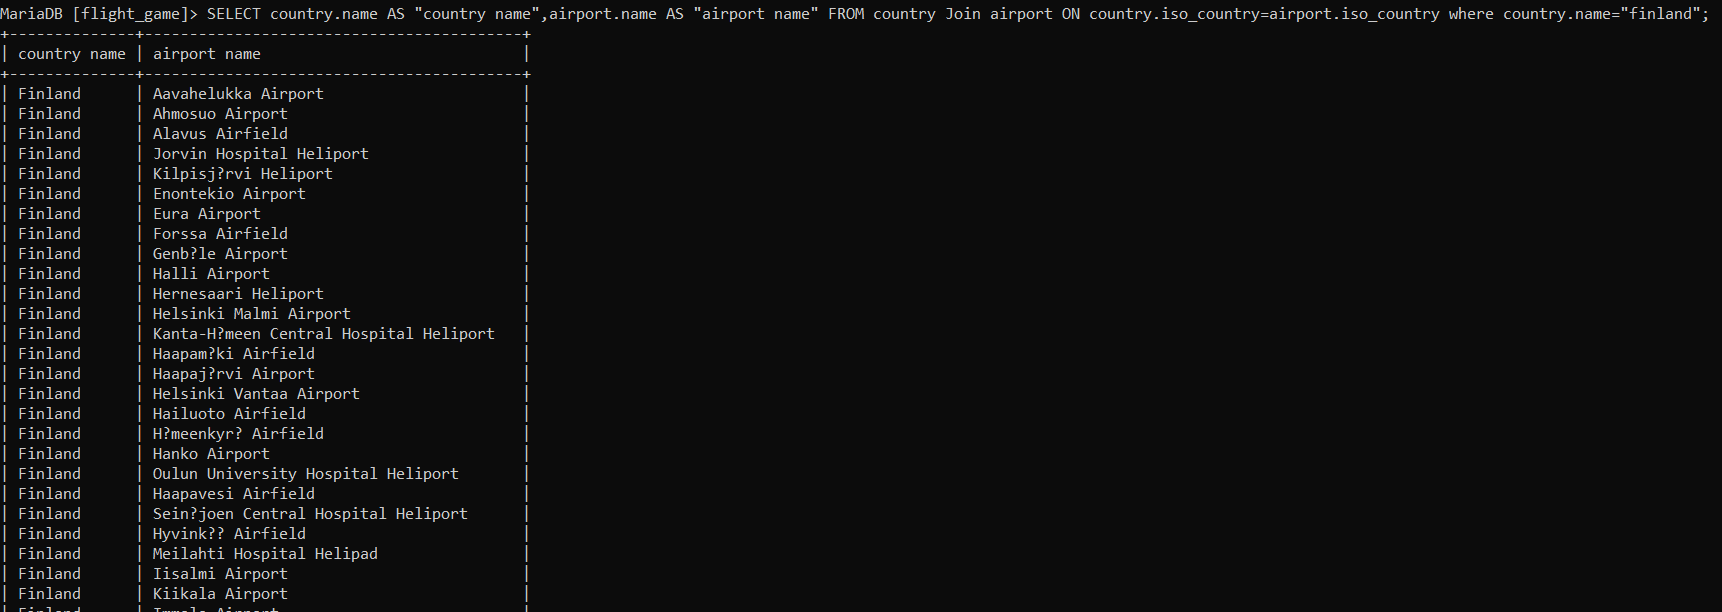 MariaDB [flight_game]> SELECT country.name AS "country name",airport.name AS "airport name" FROM country Join airport ON country.iso_country=airport.iso_country where country.name="finland";
+--------------+------------------------------------------+
| country name | airport name                             |
+--------------+------------------------------------------+
| Finland      | Aavahelukka Airport                      |
| Finland      | Ahmosuo Airport                          |
| Finland      | Alavus Airfield                          |
| Finland      | Jorvin Hospital Heliport                 |
| Finland      | Kilpisj?rvi Heliport                     |
| Finland      | Enontekio Airport                        |
| Finland      | Eura Airport                             |
| Finland      | Forssa Airfield                          |
| Finland      | Genb?le Airport                          |
| Finland      | Halli Airport                            |
| Finland      | Hernesaari Heliport                      |
| Finland      | Helsinki Malmi Airport                   |
| Finland      | Kanta-H?meen Central Hospital Heliport   |
| Finland      | Haapam?ki Airfield                       |
| Finland      | Haapaj?rvi Airport                       |
| Finland      | Helsinki Vantaa Airport                  |
| Finland      | Hailuoto Airfield                        |
| Finland      | H?meenkyr? Airfield                      |
| Finland      | Hanko Airport                            |
| Finland      | Oulun University Hospital Heliport       |
| Finland      | Haapavesi Airfield                       |
| Finland      | Sein?joen Central Hospital Heliport      |
| Finland      | Hyvink?? Airfield                        |
| Finland      | Meilahti Hospital Helipad                |
| Finland      | Iisalmi Airport                          |
| Finland      | Kiikala Airport                          |